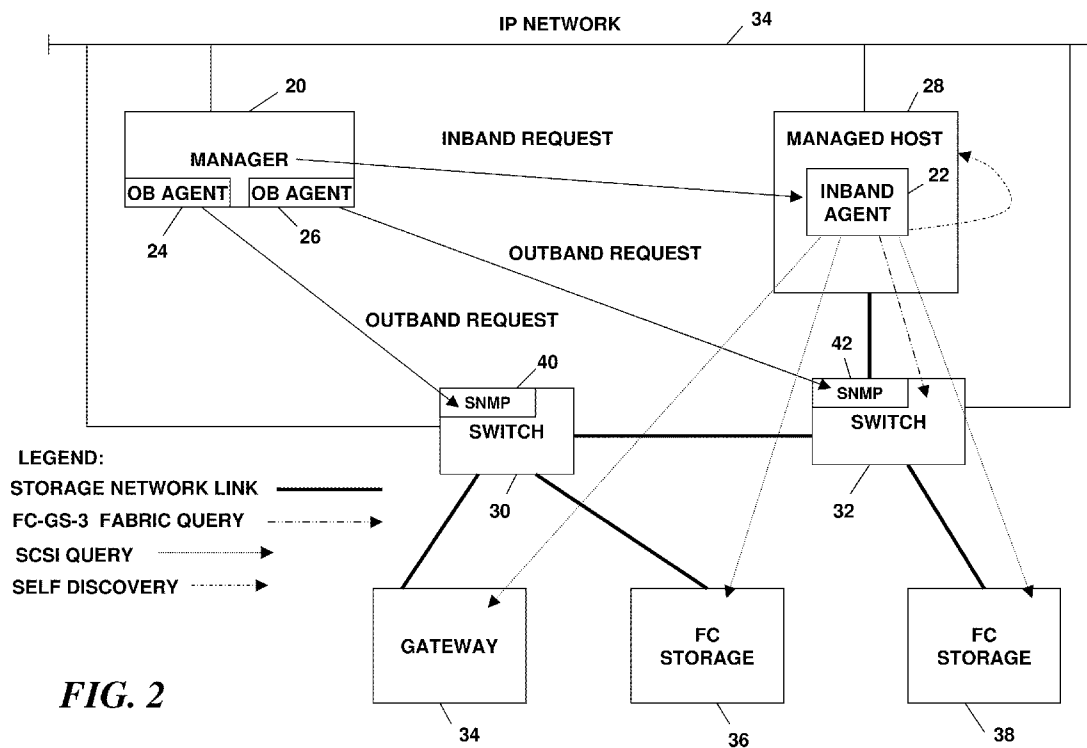 IP NETWORK
34
20
28
MANAGER
INBAND REQUEST
MANAGED HOST
OB AGENT
OB AGENT
INBAND
AGENT
22
24
26
OUTBAND REQUEST
OUTBAND REQUEST
40
42
SNMP
SWITCH
SNMP
SWITCH
30
32
LEGEND:
STORAGE NETWORK LINK
FC-GS-3 FABRIC QUERY
SCSI QUERY
SELF DISCOVERY
GATEWAY
FC
STORAGE
FC
STORAGE
FIG. 2
34
36
38